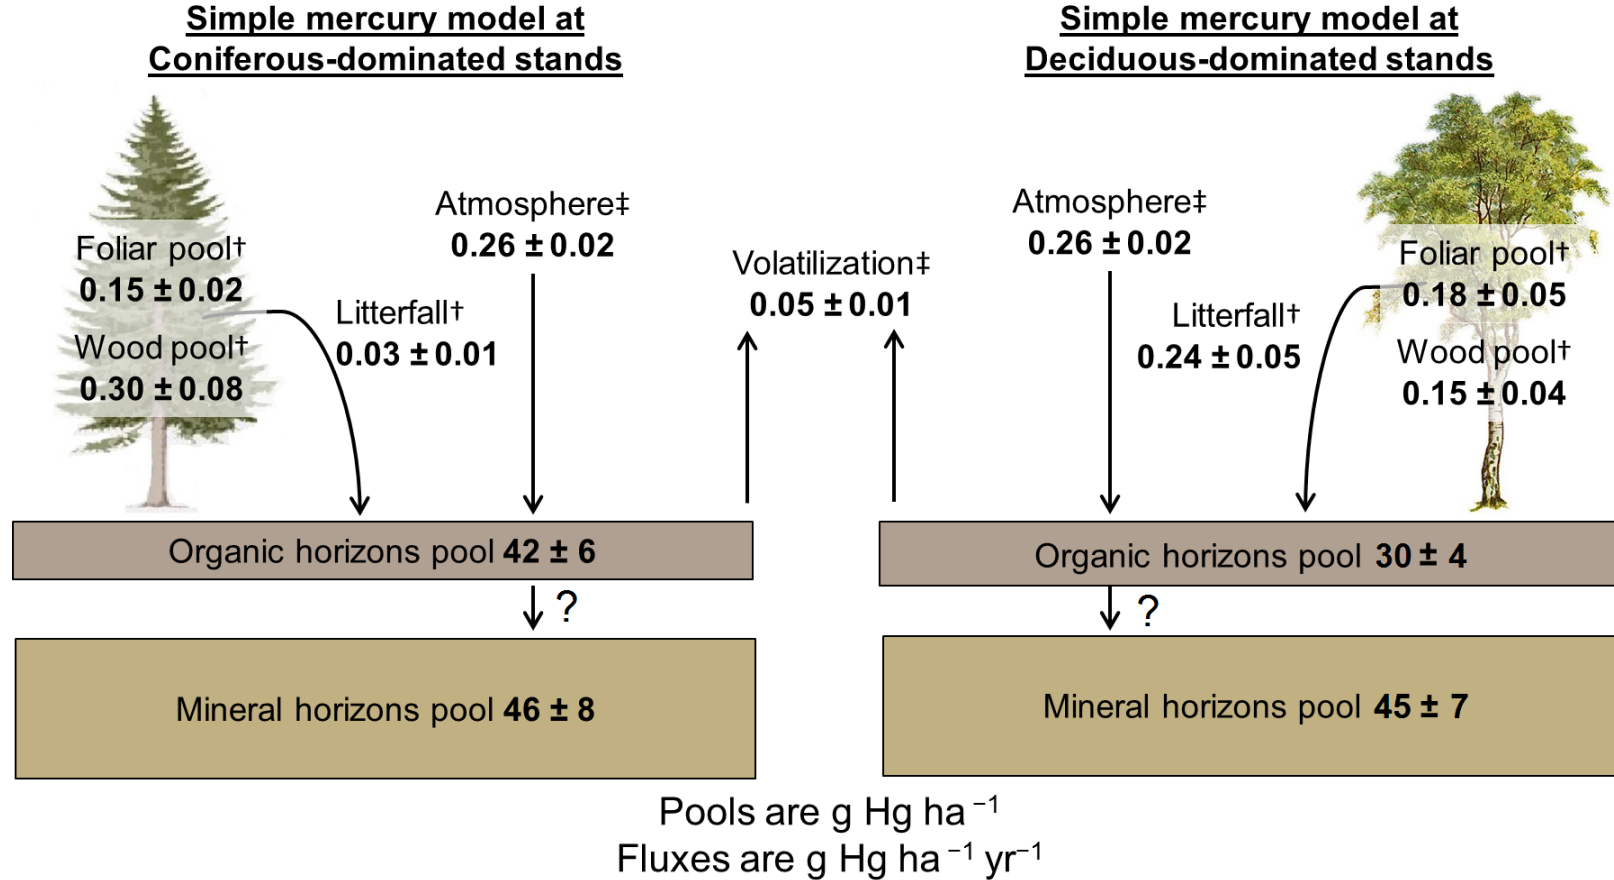 Simple mercury model at
Coniferous-dominated stands
Simple mercury model at
Deciduous-dominated stands
Foliar pool†
0.15 ± 0.02
Wood pool†
0.30 ± 0.08
Litterfall†
0.03 ± 0.01
Atmosphere‡
0.26 ± 0.02
Volatilization‡
0.05 ± 0.01
Atmosphere‡
0.26 ± 0.02
Litterfall†
0.24 ± 0.05
Foliar pool†
0.18 ± 0.05
Wood pool†
0.15 ± 0.04
Organic horizons pool 42 ± 6
?
Mineral horizons pool 46 ± 8
Organic horizons pool 30 ± 4
?
Mineral horizons pool 45 ± 7
Pools are g Hg ha⁻¹
Fluxes are g Hg ha⁻¹ yr⁻¹